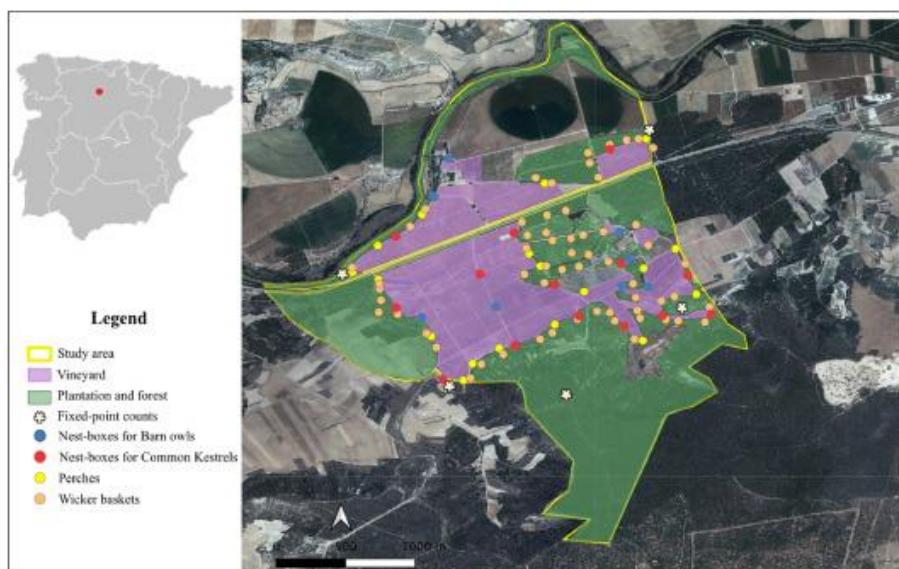 Legend
Study area
Vineyard
Plantation and forest
Fixed-point counts
Nest-boxes for Barn owls
Nest-boxes for Common Kestrels
Perches
Wicker baskets